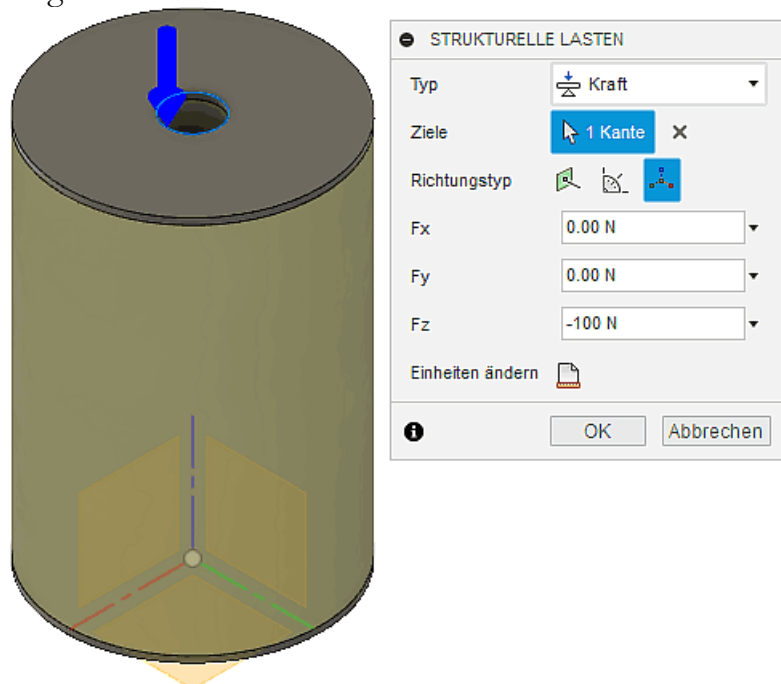 STRUKTURELLE LASTEN
Typ Kraft
Ziele 1 Kante
Richtungstyp
Fx 0.00 N
Fy 0.00 N
Fz -100 N
Einheiten ändern
OK Abbrechen